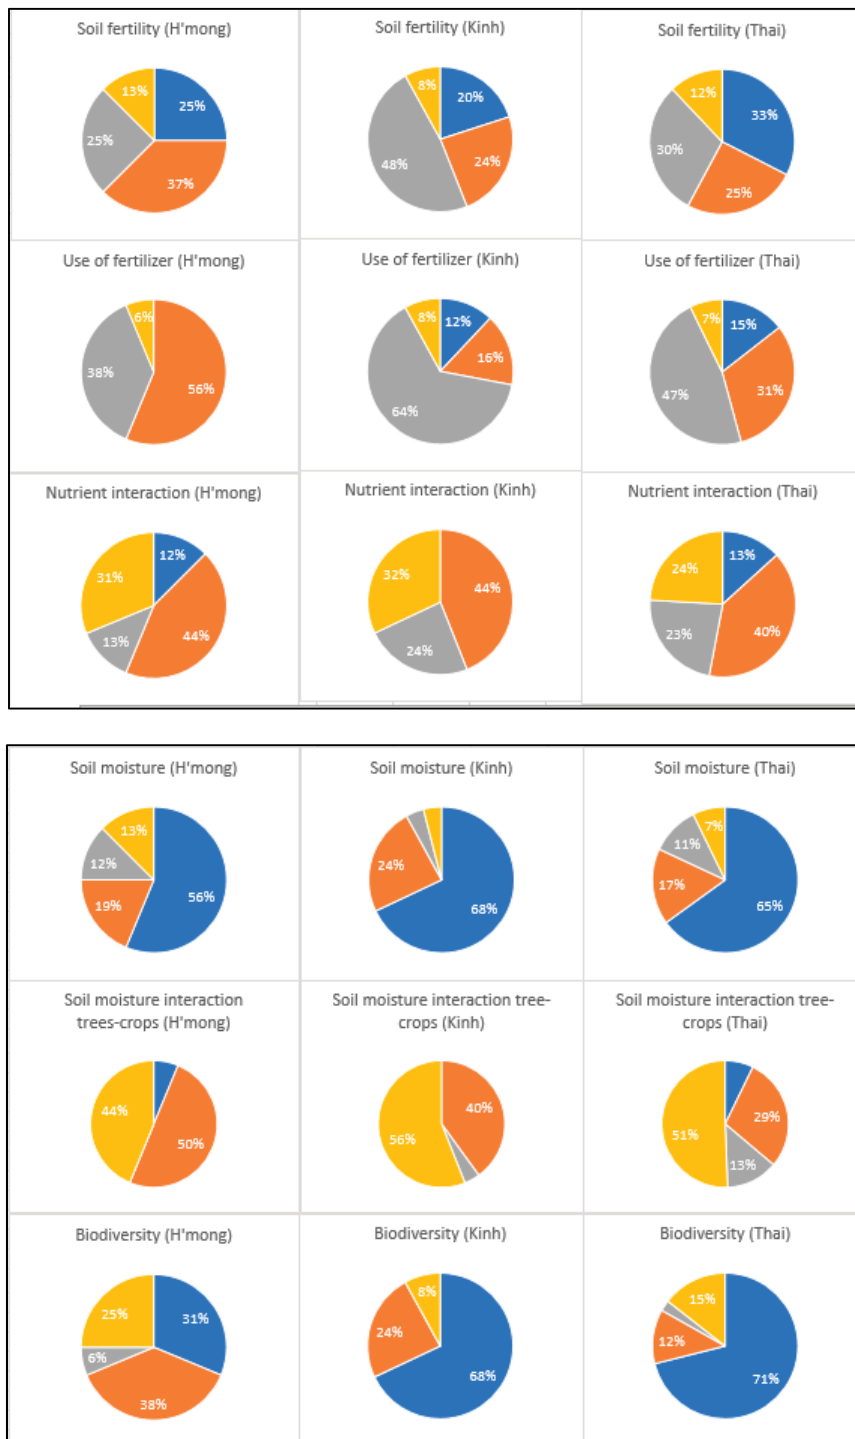 Soil fertility (H'mong)
13%
25%
25%
37%
Soil fertility (Kinh)
8%
20%
48%
24%
Soil fertility (Thai)
12%
33%
30%
25%
Use of fertilizer (H'mong)
6%
38%
56%
Use of fertilizer (Kinh)
8%
12%
16%
64%
Use of fertilizer (Thai)
7%
15%
47%
31%
Nutrient interaction (H'mong)
12%
31%
13%
44%
Nutrient interaction (Kinh)
32%
44%
24%
Nutrient interaction (Thai)
13%
24%
23%
40%
Soil moisture (H'mong)
13%
12%
19%
56%
Soil moisture (Kinh)
24%
68%
Soil moisture (Thai)
7%
11%
17%
65%
Soil moisture interaction
trees-crops (H'mong)
44%
50%
Soil moisture interaction tree-
crops (Kinh)
40%
56%
Soil moisture interaction tree-
crops (Thai)
29%
51%
13%
Biodiversity (H'mong)
25%
31%
6%
38%
Biodiversity (Kinh)
8%
24%
68%
Biodiversity (Thai)
15%
12%
71%